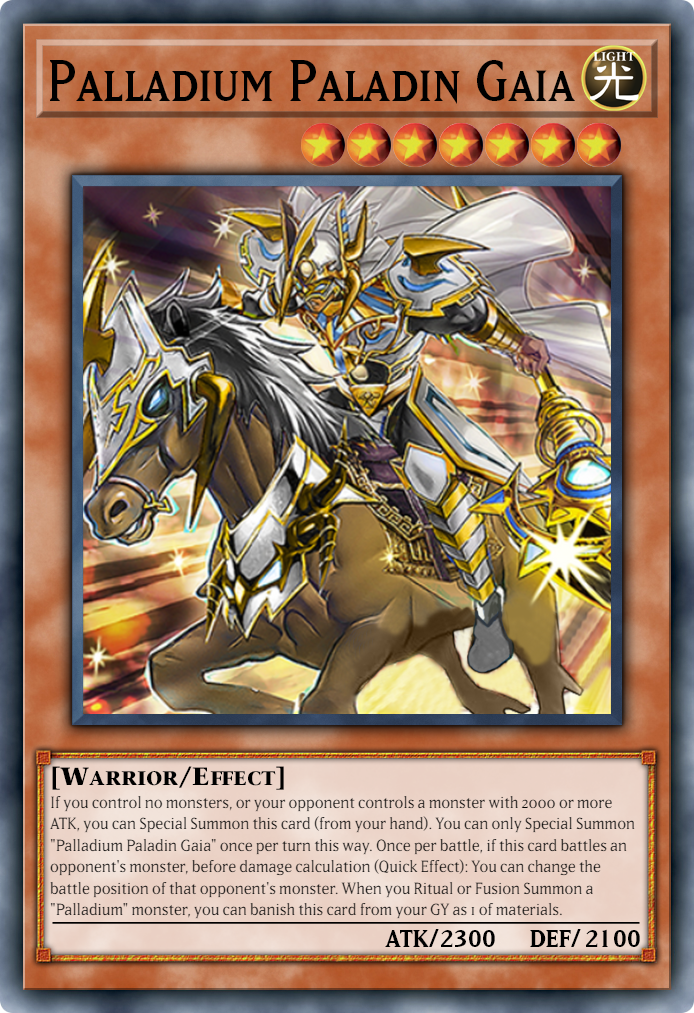 Palladium Paladin Gaia
LIGHT
光
[Warrior/Effect]
If you control no monsters, or your opponent controls a monster with 2000 or more
ATK, you can Special Summon this card (from your hand). You can only Special Summon
"Palladium Paladin Gaia" once per turn this way. Once per battle, if this card battles an
opponent's monster, before damage calculation (Quick Effect): You can change the
battle position of that opponent's monster. When you Ritual or Fusion Summon a
"Palladium" monster, you can banish this card from your GY as 1 of materials.
ATK/2300 DEF/2100